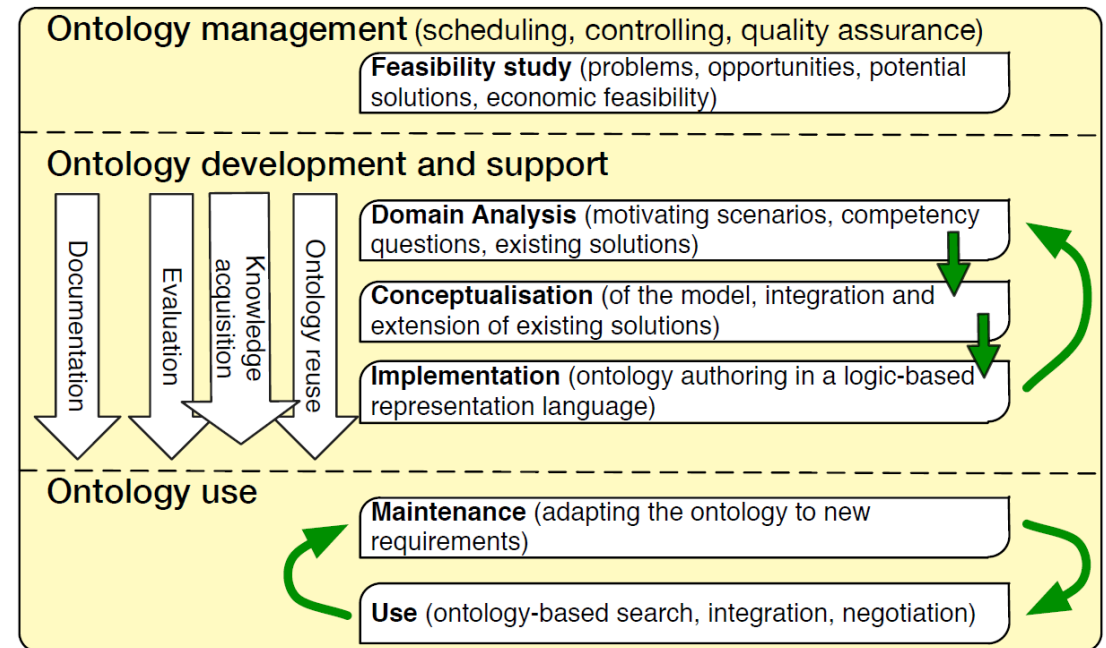 Ontology management (scheduling, controlling, quality assurance)
Feasibility study (problems, opportunities, potential
solutions, economic feasibility)
Ontology development and support
Documentation
Evaluation
Knowledge
acquisition
Ontology reuse
Domain Analysis (motivating scenarios, competency
questions, existing solutions)
Conceptualisation (of the model, integration and
extension of existing solutions)
Implementation (ontology authoring in a logic-based
representation language)
Ontology use
Maintenance (adapting the ontology to new
requirements)
Use (ontology-based search, integration, negotiation)